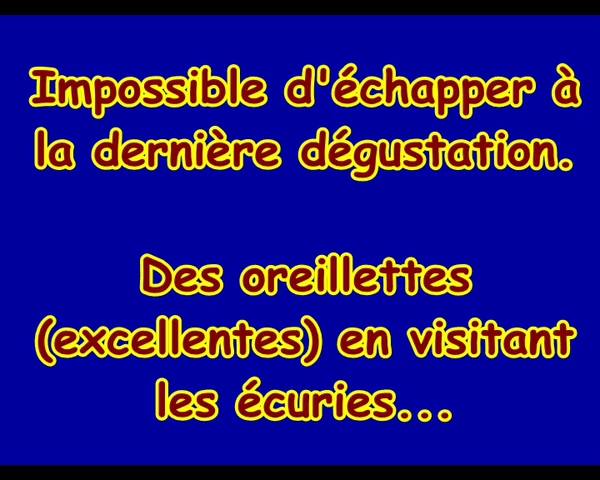 Impossible d'échapper à
la dernière dégustation.
Des oreillettes
(excellentes) en visitant
les écuries...